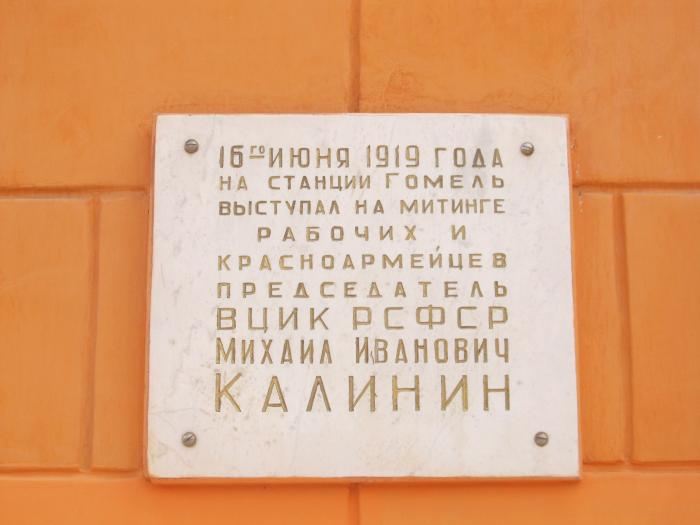 16го ИЮНЯ 1919 ГОДА
НА СТАНЦИИ ГОМЕЛЬ
ВЫСТУПАЛ НА МИТИНГЕ
РАБОЧИХ И
КРАСНОАРМЕЙЦЕВ
ПРЕДСЕДАТЕЛЬ
ВЦИК РСФСР
МИХАИЛ ИВАНОВИЧ
КАЛИНИН